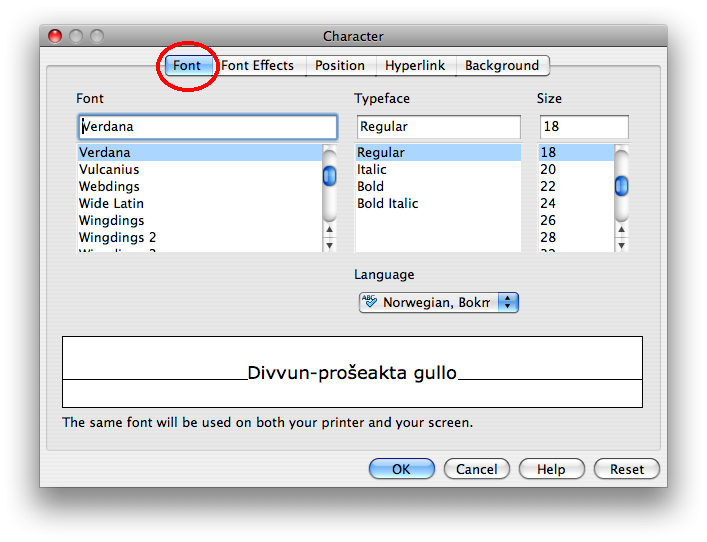 Character
Font Font Effects Position Hyperlink Background
Font Typeface Size
Verdana Regular 18
Verdana Regular 18
Vulcanius Italic 20
Webdings Bold 22
Wide Latin Bold Italic 24
Wingdings 26
Wingdings 2 28
Language
ABC Norwegian, Bokm
Divvun-prošeakta gullo
The same font will be used on both your printer and your screen.
OK Cancel Help Reset